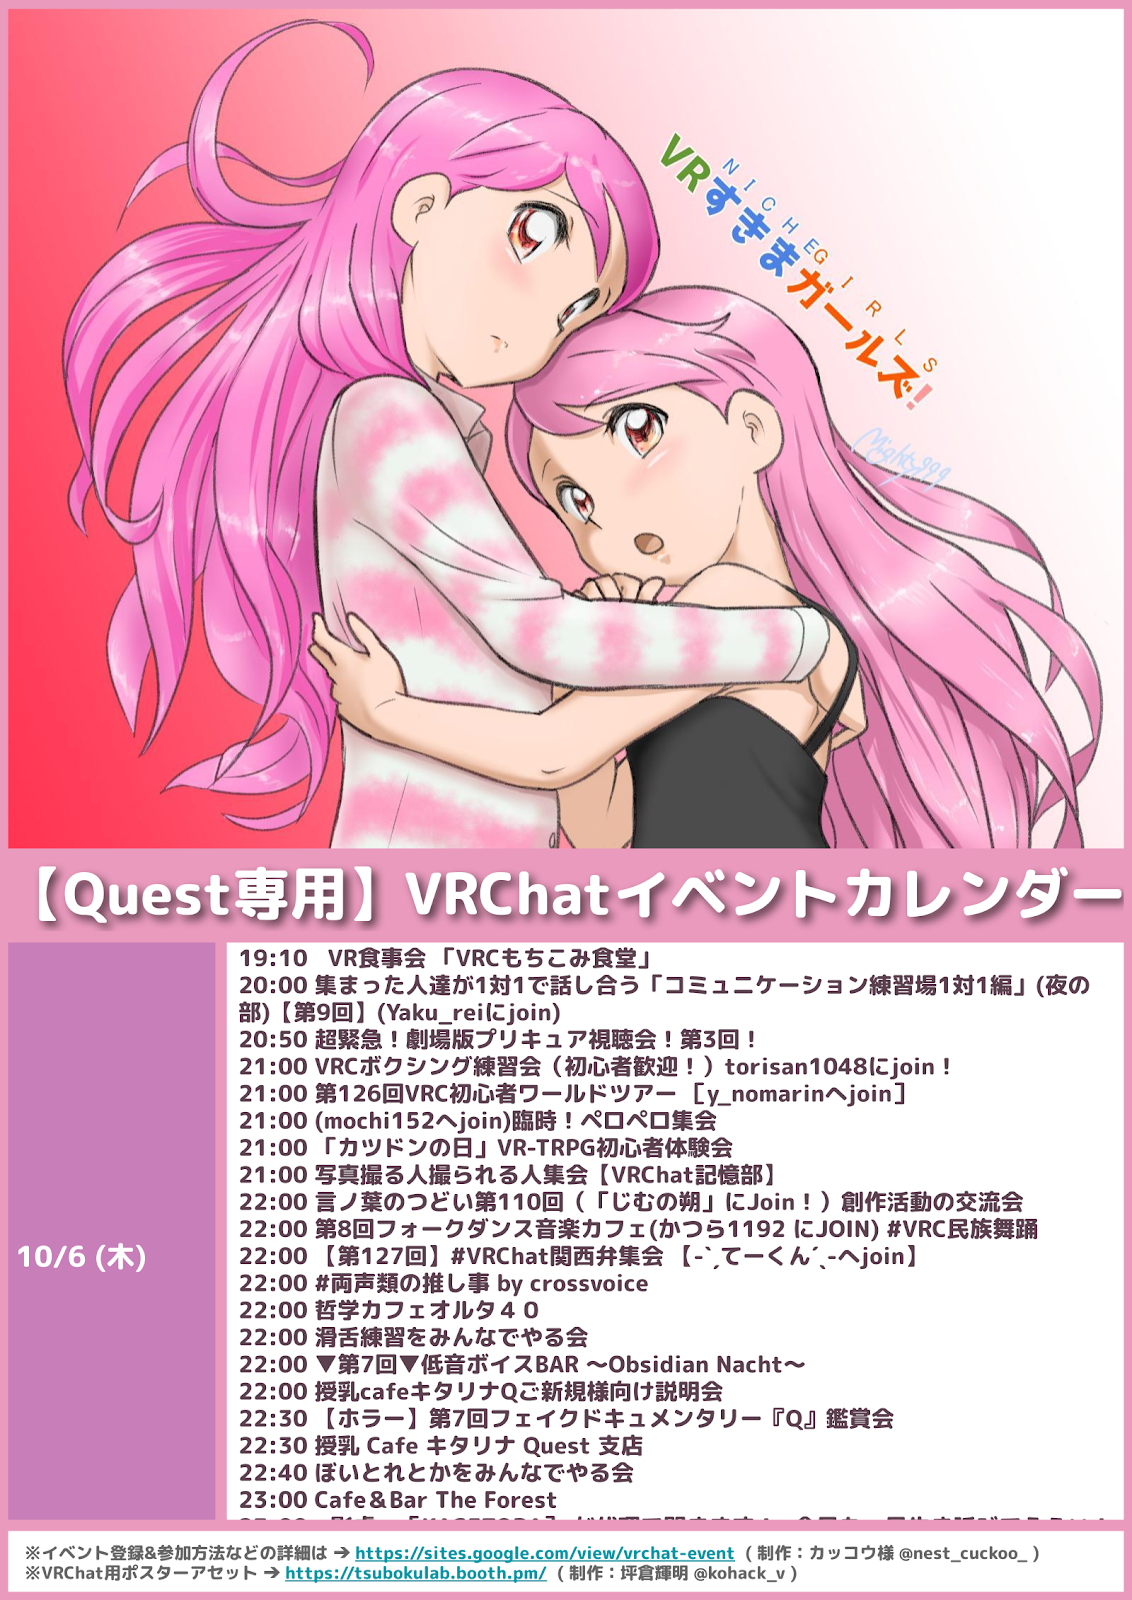 NICHE GIRLS
VRすきまガールズ!
Mighty999
【Quest専用】VRChatイベントカレンダー
10/6 (木)
19:10 VR食事会 「VRCもちこみ食堂」
20:00 集まった人達が1対1で話し合う「コミュニケーション練習場1対1編」(夜の
部)【第9回】(Yaku_reiにjoin)
20:50 超緊急！劇場版プリキュア視聴会！第3回！
21:00 VRCボクシング練習会（初心者歓迎！）torisan1048にjoin！
21:00 第126回VRC初心者ワールドツアー ［y_nomarinへjoin］
21:00 (mochi152へjoin)臨時！ペロペロ集会
21:00 「カツドンの日」VR-TRPG初心者体験会
21:00 写真撮る人撮られる人集会【VRChat記憶部】
22:00 言ノ葉のつどい第110回（「じむの朔」にJoin！）創作活動の交流会
22:00 第8回フォークダンス音楽カフェ(かつら1192 にJOIN) #VRC民族舞踊
22:00 【第127回】#VRChat関西弁集会 【-ˋˏてーくんˊˎ-へjoin】
22:00 #両声類の推し事 by crossvoice
22:00 哲学カフェオルタ４０
22:00 滑舌練習をみんなでやる会
22:00 ▼第7回▼低音ボイスBAR 〜Obsidian Nacht〜
22:00 授乳cafeキタリナQご新規様向け説明会
22:30 【ホラー】第7回フェイクドキュメンタリー『Q』鑑賞会
22:30 授乳 Cafe キタリナ Quest 支店
22:40 ぼいとれとかをみんなでやる会
23:00 Cafe＆Bar The Forest
※イベント登録&参加方法などの詳細は ➔ https://sites.google.com/view/vrchat-event ( 制作：カッコウ様 @nest_cuckoo_ )
※VRChat用ポスターアセット ➔ https://tsubokulab.booth.pm/ ( 制作：坪倉輝明 @kohack_v )